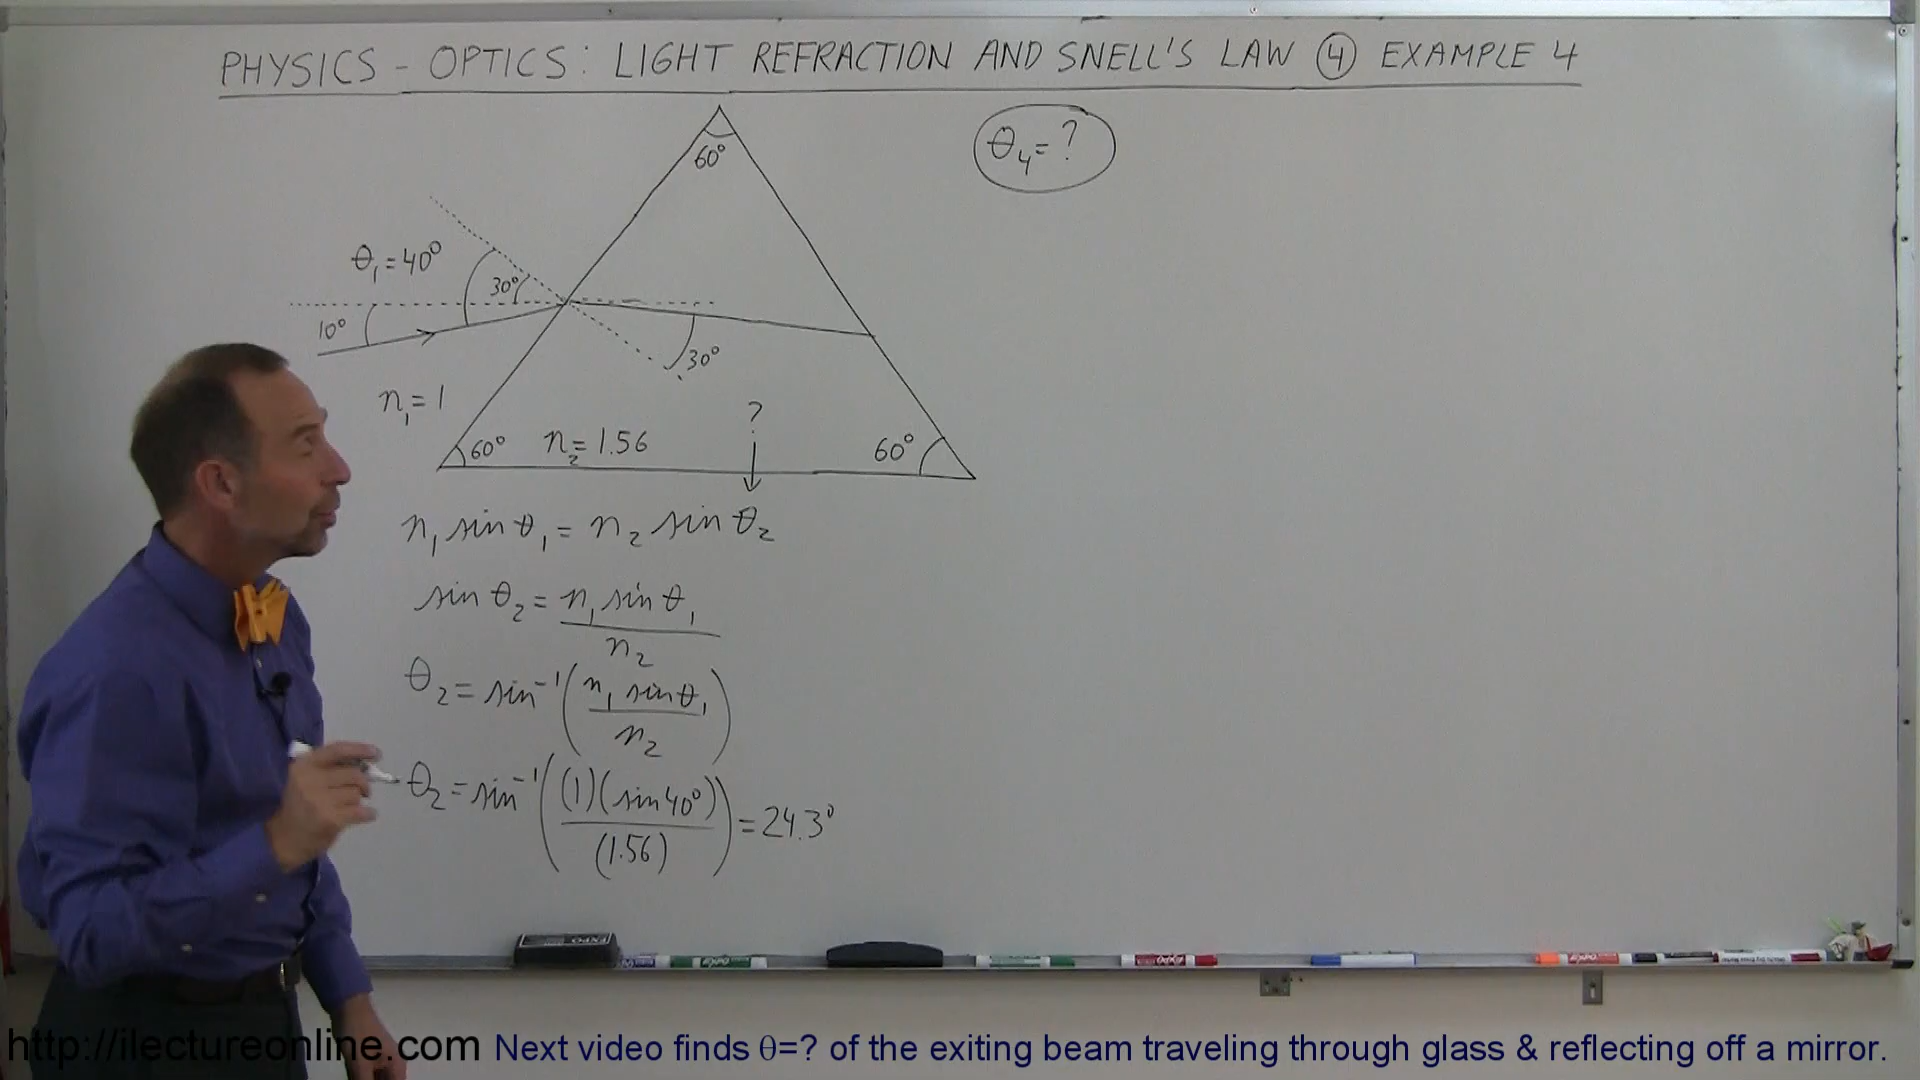 PHYSICS - OPTICS: LIGHT REFRACTION AND SNELL'S LAW ④ EXAMPLE 4
θ₄ = ?
60°
θ₁ = 40°
30°
10°
30°
n₁ = 1
?
60°
n₂ = 1.56
60°
n₁ sin θ₁ = n₂ sin θ₂
sin θ₂ = n₁ sin θ₁
n₂
θ₂ = sin⁻¹ ( n₁ sin θ₁
n₂ )
θ₂ = sin⁻¹ ( (1)(sin 40°)
(1.56) ) = 24.3°
EXPO
EXPO
http://ilectureonline.com Next video finds θ=? of the exiting beam traveling through glass & reflecting off a mirror.